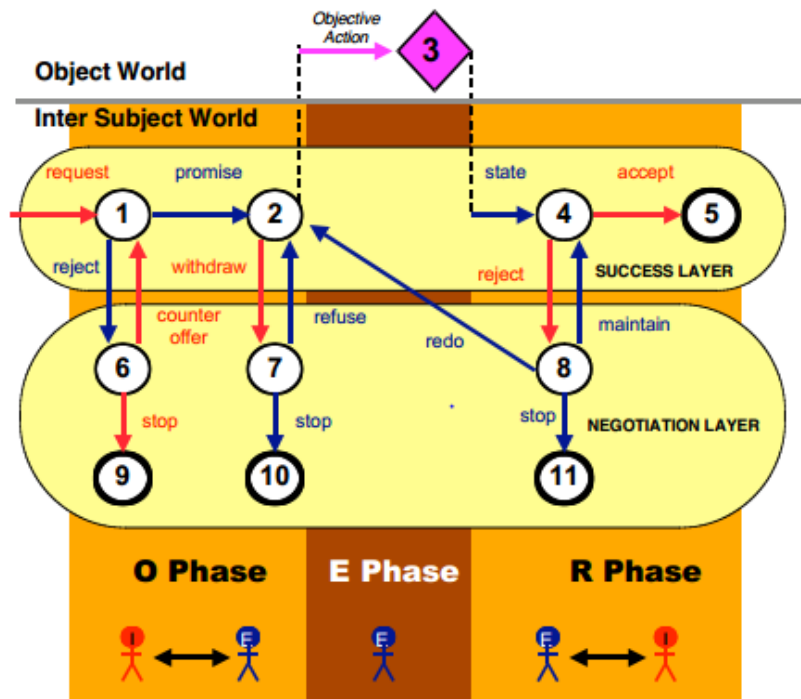 Objective
Action
3
Object World
Inter Subject World
request
promise
state
accept
1
2
4
5
reject
withdraw
reject
SUCCESS LAYER
counter
offer
refuse
redo
maintain
6
7
8
stop
stop
stop
NEGOTIATION LAYER
9
10
11
O Phase
E Phase
R Phase
I
E
E
E
I